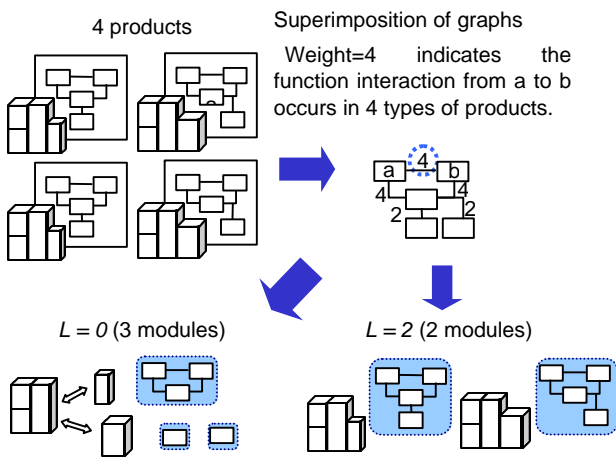 4 products
Superimposition of graphs
Weight=4 indicates the
function interaction from a to b
occurs in 4 types of products.
a 4 b
4 4
2 2
L = 0 (3 modules)
L = 2 (2 modules)